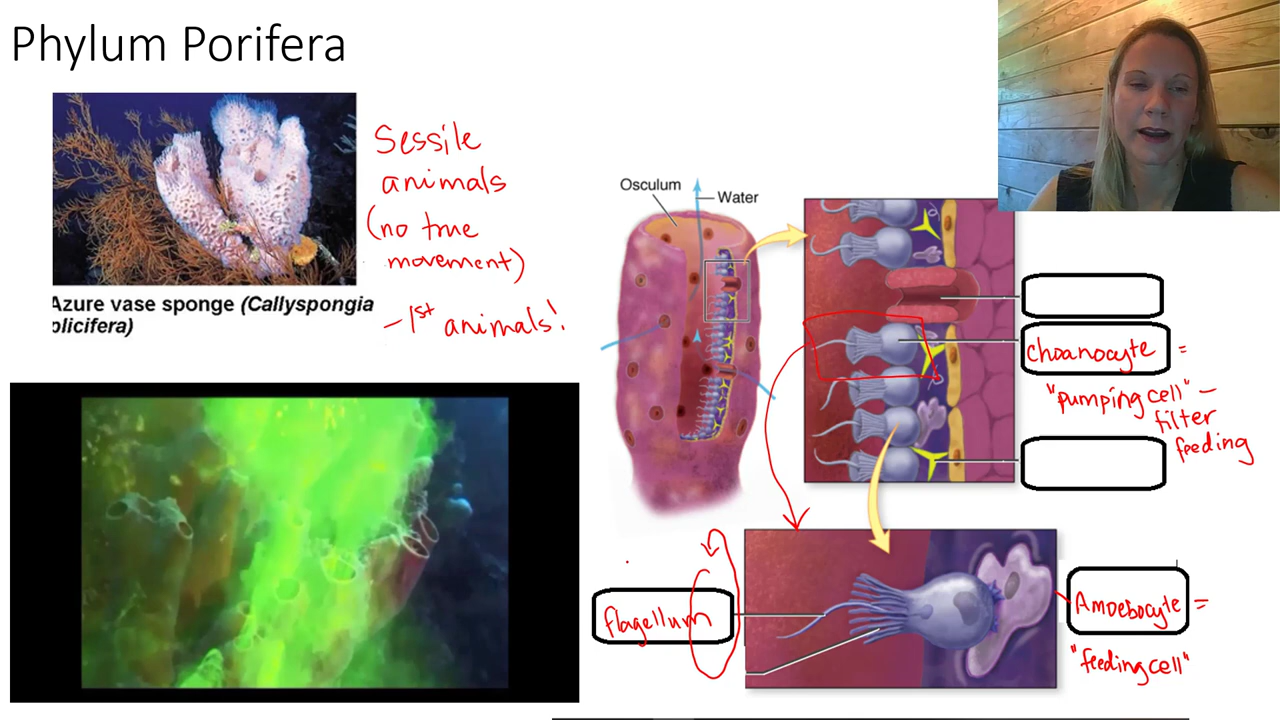 Phylum Porifera
Sessile
animals
(no true
movement)
- 1st animals!
Azure vase sponge (Callyspongia
plicifera)
Osculum
Water
Choanocyte =
"pumping cell" -
filter
feeding
flagellum
Amoebocyte =
"feeding cell"